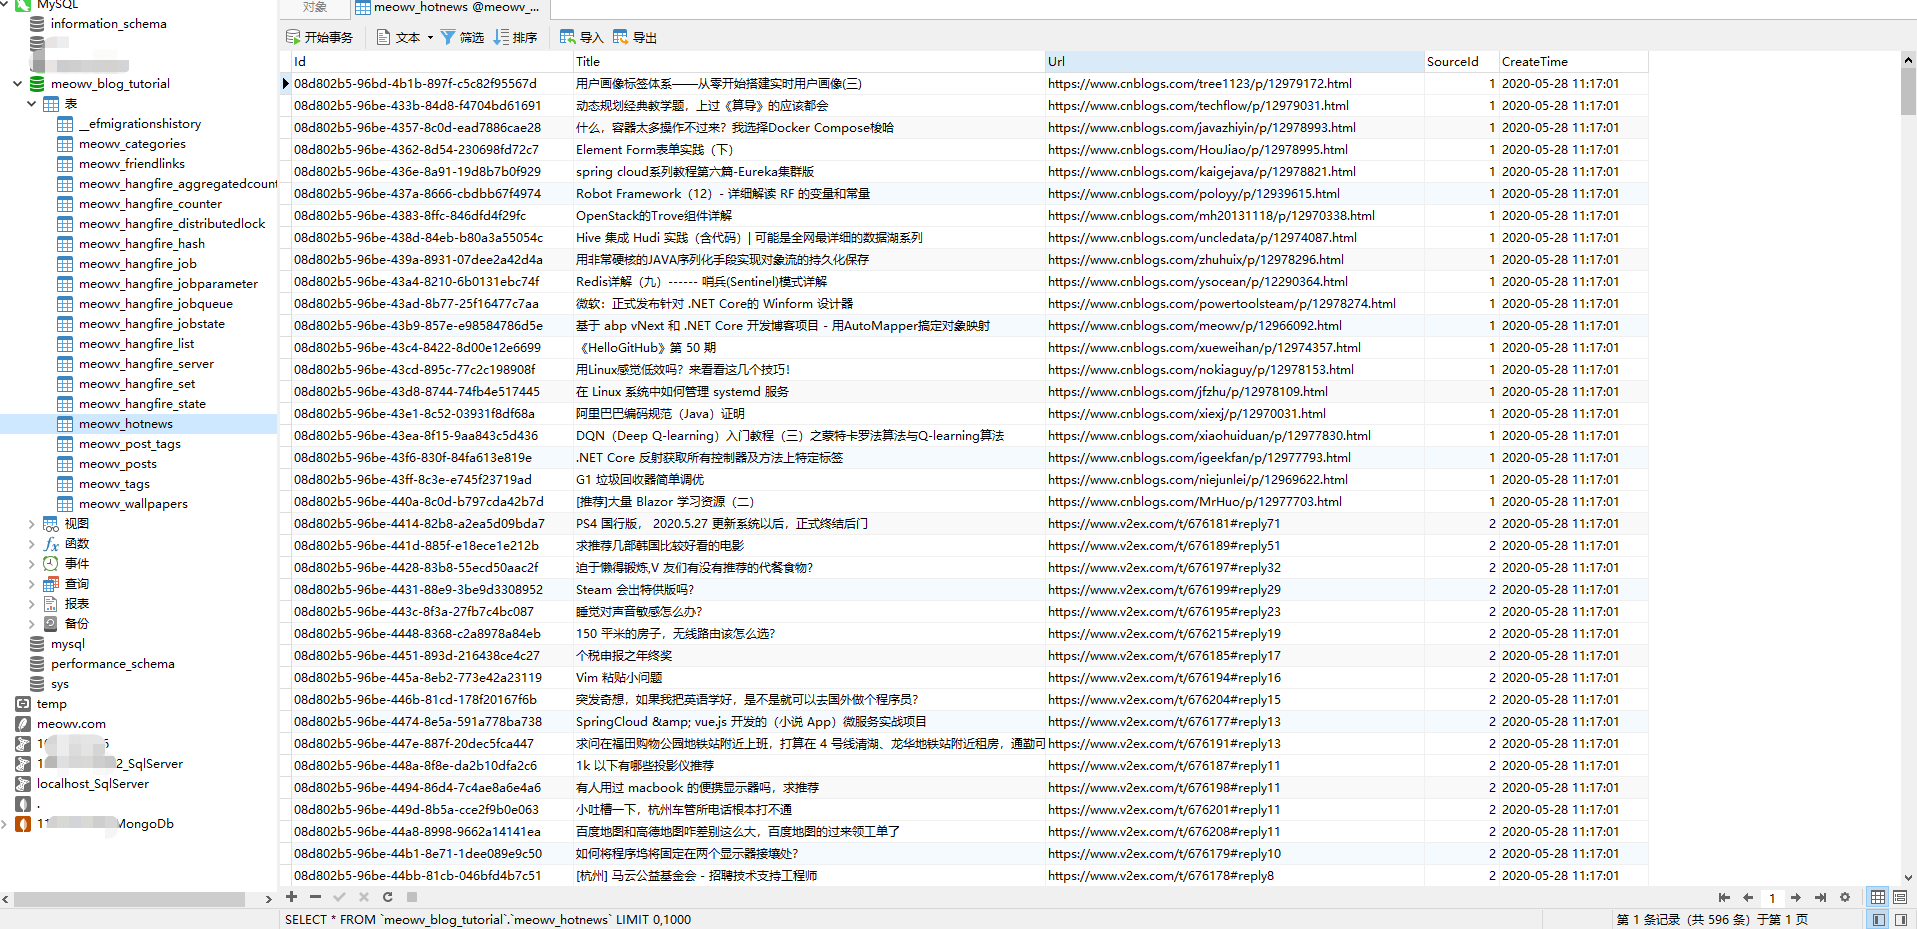 MySQL
information_schema
meowv_blog_tutorial
表
__efmigrationshistory
meowv_categories
meowv_friendlinks
meowv_hangfire_aggregatedcount
meowv_hangfire_counter
meowv_hangfire_distributedlock
meowv_hangfire_hash
meowv_hangfire_job
meowv_hangfire_jobparameter
meowv_hangfire_jobqueue
meowv_hangfire_jobstate
meowv_hangfire_list
meowv_hangfire_server
meowv_hangfire_set
meowv_hangfire_state
meowv_hotnews
meowv_post_tags
meowv_posts
meowv_tags
meowv_wallpapers
视图
函数
事件
查询
报表
备份
mysql
performance_schema
sys
temp
meowv.com
2_SqlServer
localhost_SqlServer
.
MongoDb
对象 meowv_hotnews @meowv_...
开始事务 文本 筛选 排序 导入 导出
Id Title Url SourceId CreateTime
08d802b5-96bd-4b1b-897f-c5c82f95567d 用户画像标签体系——从零开始搭建实时用户画像(三) https://www.cnblogs.com/tree1123/p/12979172.html 1 2020-05-28 11:17:01
08d802b5-96be-433b-84d8-f4704bd61691 动态规划经典教学题，上过《算导》的应该都会 https://www.cnblogs.com/techflow/p/12979031.html 1 2020-05-28 11:17:01
08d802b5-96be-4357-8c0d-ead7886cae28 什么，容器太多操作不过来？我选择Docker Compose梭哈 https://www.cnblogs.com/javazhiyin/p/12978993.html 1 2020-05-28 11:17:01
08d802b5-96be-4362-8d54-230698fd72c7 Element Form表单实践（下） https://www.cnblogs.com/HouJiao/p/12978995.html 1 2020-05-28 11:17:01
08d802b5-96be-436e-8a91-19d8b7b0f929 spring cloud系列教程第六篇-Eureka集群版 https://www.cnblogs.com/kaigejava/p/12978821.html 1 2020-05-28 11:17:01
08d802b5-96be-437a-8666-cbdbb67f4974 Robot Framework（12）- 详细解读 RF 的变量和常量 https://www.cnblogs.com/poloyy/p/12939615.html 1 2020-05-28 11:17:01
08d802b5-96be-4383-8ffc-846dfd4f29fc OpenStack的Trove组件详解 https://www.cnblogs.com/mh20131118/p/12970338.html 1 2020-05-28 11:17:01
08d802b5-96be-438d-84eb-b80a3a55054c Hive 集成 Hudi 实践（含代码）| 可能是全网最详细的数据湖系列 https://www.cnblogs.com/uncledata/p/12974087.html 1 2020-05-28 11:17:01
08d802b5-96be-439a-8931-07dee2a42d4a 用非常硬核的JAVA序列化手段实现对象流的持久化保存 https://www.cnblogs.com/zhuhuix/p/12978296.html 1 2020-05-28 11:17:01
08d802b5-96be-43a4-8210-6b0131ebc74f Redis详解（九）------ 哨兵(Sentinel)模式详解 https://www.cnblogs.com/ysocean/p/12290364.html 1 2020-05-28 11:17:01
08d802b5-96be-43ad-8b77-25f16477c7aa 微软：正式发布针对 .NET Core的 Winform 设计器 https://www.cnblogs.com/powertoolsteam/p/12978274.html 1 2020-05-28 11:17:01
08d802b5-96be-43b9-857e-e98584786d5e 基于 abp vNext 和 .NET Core 开发博客项目 - 用AutoMapper搞定对象映射 https://www.cnblogs.com/meowv/p/12966092.html 1 2020-05-28 11:17:01
08d802b5-96be-43c4-8422-8d00e12e6699 《HelloGitHub》第 50 期 https://www.cnblogs.com/xueweihan/p/12974357.html 1 2020-05-28 11:17:01
08d802b5-96be-43cd-895c-77c2c198908f 用Linux感觉低效吗？来看看这几个技巧！ https://www.cnblogs.com/nokiaguy/p/12978153.html 1 2020-05-28 11:17:01
08d802b5-96be-43d8-8744-74fb4e517445 在 Linux 系统中如何管理 systemd 服务 https://www.cnblogs.com/jfzhu/p/12978109.html 1 2020-05-28 11:17:01
08d802b5-96be-43e1-8c52-03931f8df68a 阿里巴巴编码规范（Java）证明 https://www.cnblogs.com/xiexj/p/12970031.html 1 2020-05-28 11:17:01
08d802b5-96be-43ea-8f15-9aa843c5d436 DQN（Deep Q-learning）入门教程（三）之蒙特卡罗法算法与Q-learning算法 https://www.cnblogs.com/xiaohuiduan/p/12977830.html 1 2020-05-28 11:17:01
08d802b5-96be-43f6-830f-84fa613e819e .NET Core 反射获取所有控制器及方法上特定标签 https://www.cnblogs.com/igeekfan/p/12977793.html 1 2020-05-28 11:17:01
08d802b5-96be-43ff-8c3e-e745f23719ad G1 垃圾回收器简单调优 https://www.cnblogs.com/niejunlei/p/12969622.html 1 2020-05-28 11:17:01
08d802b5-96be-440a-8c0d-b797cda42b7d [推荐]大量 Blazor 学习资源（二） https://www.cnblogs.com/MrHuo/p/12977703.html 1 2020-05-28 11:17:01
08d802b5-96be-4414-82b8-a2ea5d09bda7 PS4 国行版， 2020.5.27 更新系统以后，正式终结后门 https://www.v2ex.com/t/676181#reply71 2 2020-05-28 11:17:01
08d802b5-96be-441d-885f-e18ece1e212b 求推荐几部韩国比较好看的电影 https://www.v2ex.com/t/676189#reply51 2 2020-05-28 11:17:01
08d802b5-96be-4428-83b8-55ecd50aac2f 迫于懒得锻炼,V 友们有没有推荐的代餐食物？ https://www.v2ex.com/t/676197#reply32 2 2020-05-28 11:17:01
08d802b5-96be-4431-88e9-3be9d3308952 Steam 会出特供版吗？ https://www.v2ex.com/t/676199#reply29 2 2020-05-28 11:17:01
08d802b5-96be-443c-8f3a-27fb7c4bc087 睡觉对声音敏感怎么办？ https://www.v2ex.com/t/676195#reply23 2 2020-05-28 11:17:01
08d802b5-96be-4448-8368-c2a8978a84eb 150 平米的房子，无线路由该怎么选？ https://www.v2ex.com/t/676215#reply19 2 2020-05-28 11:17:01
08d802b5-96be-4451-893d-216438ce4c27 个税申报之年终奖 https://www.v2ex.com/t/676185#reply17 2 2020-05-28 11:17:01
08d802b5-96be-445a-8eb2-773e42a23119 Vim 粘贴小问题 https://www.v2ex.com/t/676194#reply16 2 2020-05-28 11:17:01
08d802b5-96be-446b-81cd-178f20167f6b 突发奇想，如果我把英语学好，是不是就可以去国外做个程序员？ https://www.v2ex.com/t/676204#reply15 2 2020-05-28 11:17:01
08d802b5-96be-4474-8e5a-591a778ba738 SpringCloud &amp; vue.js 开发的（小说 App）微服务实战项目 https://www.v2ex.com/t/676177#reply13 2 2020-05-28 11:17:01
08d802b5-96be-447e-887f-20dec5fca447 求问在福田购物公园地铁站附近上班，打算在 4 号线清湖、龙华地铁站附近租房，通勤可 https://www.v2ex.com/t/676191#reply13 2 2020-05-28 11:17:01
08d802b5-96be-448a-8f8e-da2b10dfa2c6 1k 以下有哪些投影仪推荐 https://www.v2ex.com/t/676187#reply11 2 2020-05-28 11:17:01
08d802b5-96be-4494-86d4-7c4ae8a6e4a6 有人用过 macbook 的便携显示器吗，求推荐 https://www.v2ex.com/t/676198#reply11 2 2020-05-28 11:17:01
08d802b5-96be-449d-8b5a-cce2f9b0e063 小吐槽一下，杭州车管所电话根本打不通 https://www.v2ex.com/t/676201#reply11 2 2020-05-28 11:17:01
08d802b5-96be-44a8-8998-9662a14141ea 百度地图和高德地图咋差别这么大，百度地图的过来领工单了 https://www.v2ex.com/t/676208#reply11 2 2020-05-28 11:17:01
08d802b5-96be-44b1-8e71-1dee089e9c50 如何将程序坞将固定在两个显示器接壤处？ https://www.v2ex.com/t/676179#reply10 2 2020-05-28 11:17:01
08d802b5-96be-44bb-81cb-046bfd4b7c51 [杭州] 马云公益基金会 - 招聘技术支持工程师 https://www.v2ex.com/t/676178#reply8 2 2020-05-28 11:17:01
1
SELECT * FROM `meowv_blog_tutorial`.`meowv_hotnews` LIMIT 0,1000
第 1 条记录（共 596 条）于第 1 页